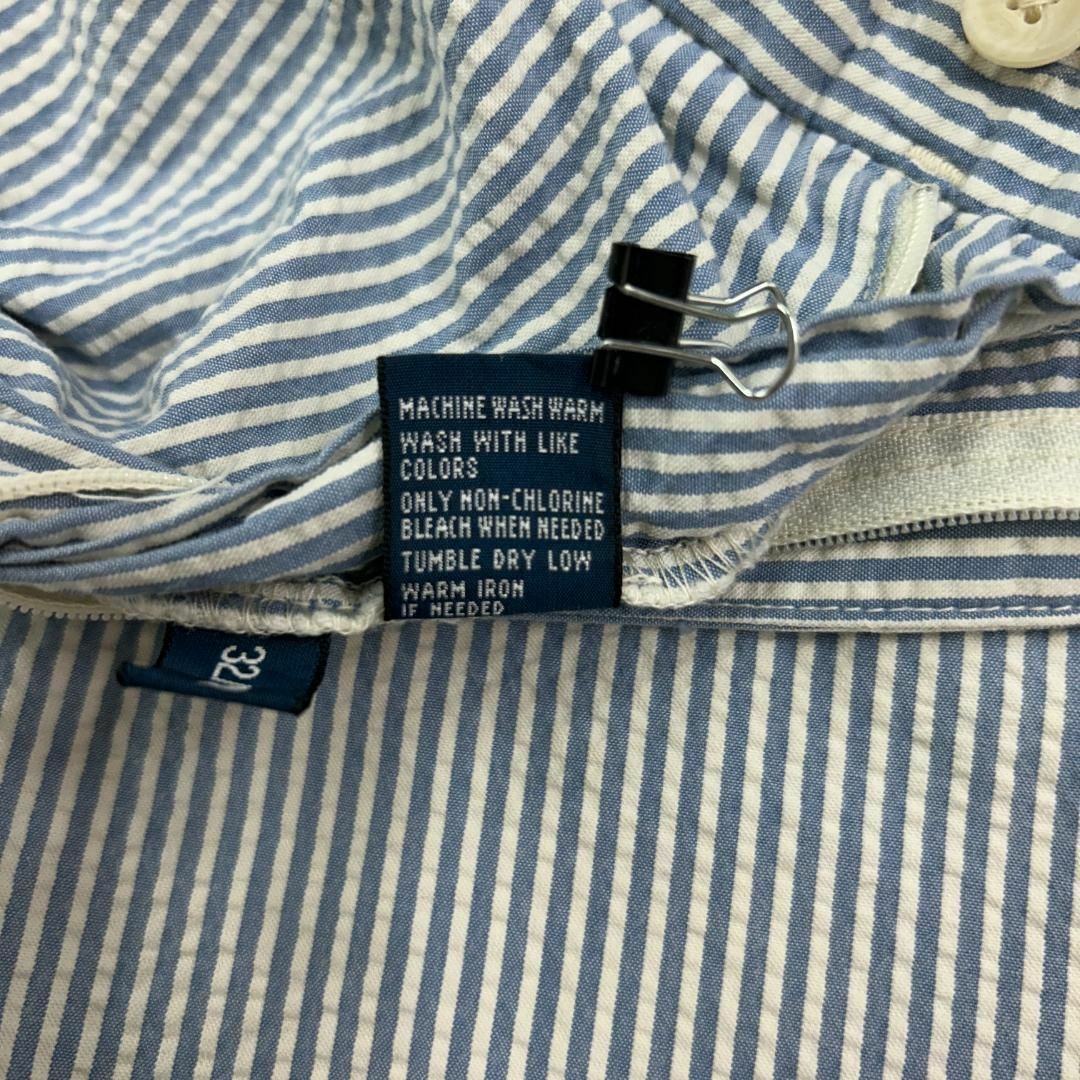 MACHINE WASH WARM
WASH WITH LIKE
COLORS
ONLY NON-CHLORINE
BLEACH WHEN NEEDED
TUMBLE DRY LOW
WARM IRON
IF NEEDED